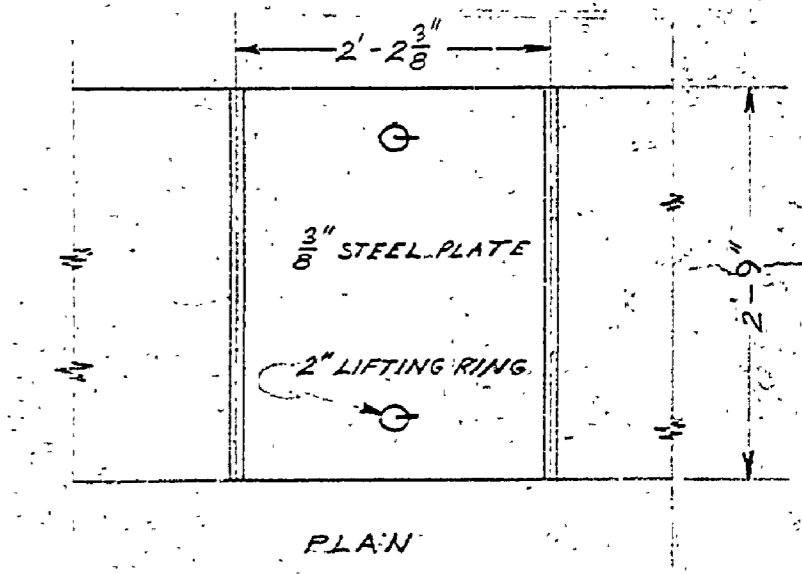 2'-2 3/8"
3/8" STEEL PLATE
2'-9"
2" LIFTING RING
PLAN